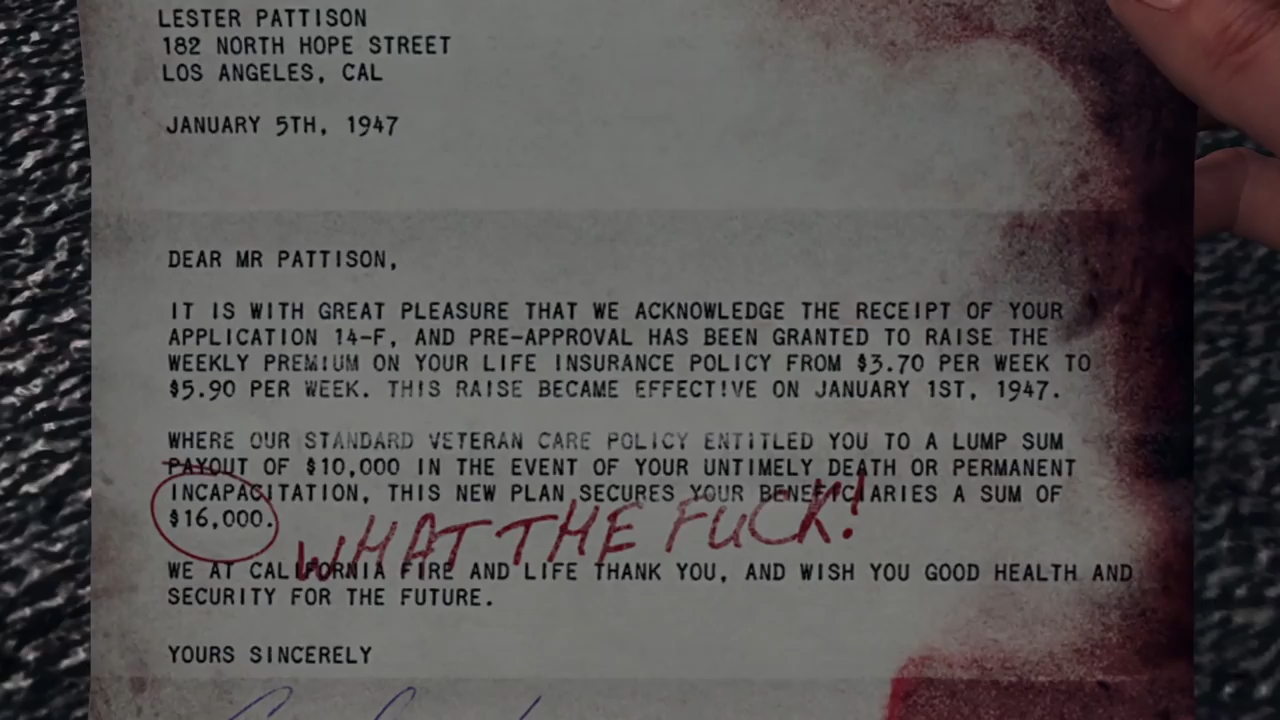 LESTER PATTISON
182 NORTH HOPE STREET
LOS ANGELES, CAL
JANUARY 5TH, 1947
DEAR MR PATTISON,
IT IS WITH GREAT PLEASURE THAT WE ACKNOWLEDGE THE RECEIPT OF YOUR
APPLICATION 14-F, AND PRE-APPROVAL HAS BEEN GRANTED TO RAISE THE
WEEKLY PREMIUM ON YOUR LIFE INSURANCE POLICY FROM $3.70 PER WEEK TO
$5.90 PER WEEK. THIS RAISE BECAME EFFECTIVE ON JANUARY 1ST, 1947.
WHERE OUR STANDARD VETERAN CARE POLICY ENTITLED YOU TO A LUMP SUM
PAYOUT OF $10,000 IN THE EVENT OF YOUR UNTIMELY DEATH OR PERMANENT
INCAPACITATION, THIS NEW PLAN SECURES YOUR BENEFICIARIES A SUM OF
$16,000.
WHAT THE FUCK!
WE AT CALIFORNIA FIRE AND LIFE THANK YOU, AND WISH YOU GOOD HEALTH AND
SECURITY FOR THE FUTURE.
YOURS SINCERELY